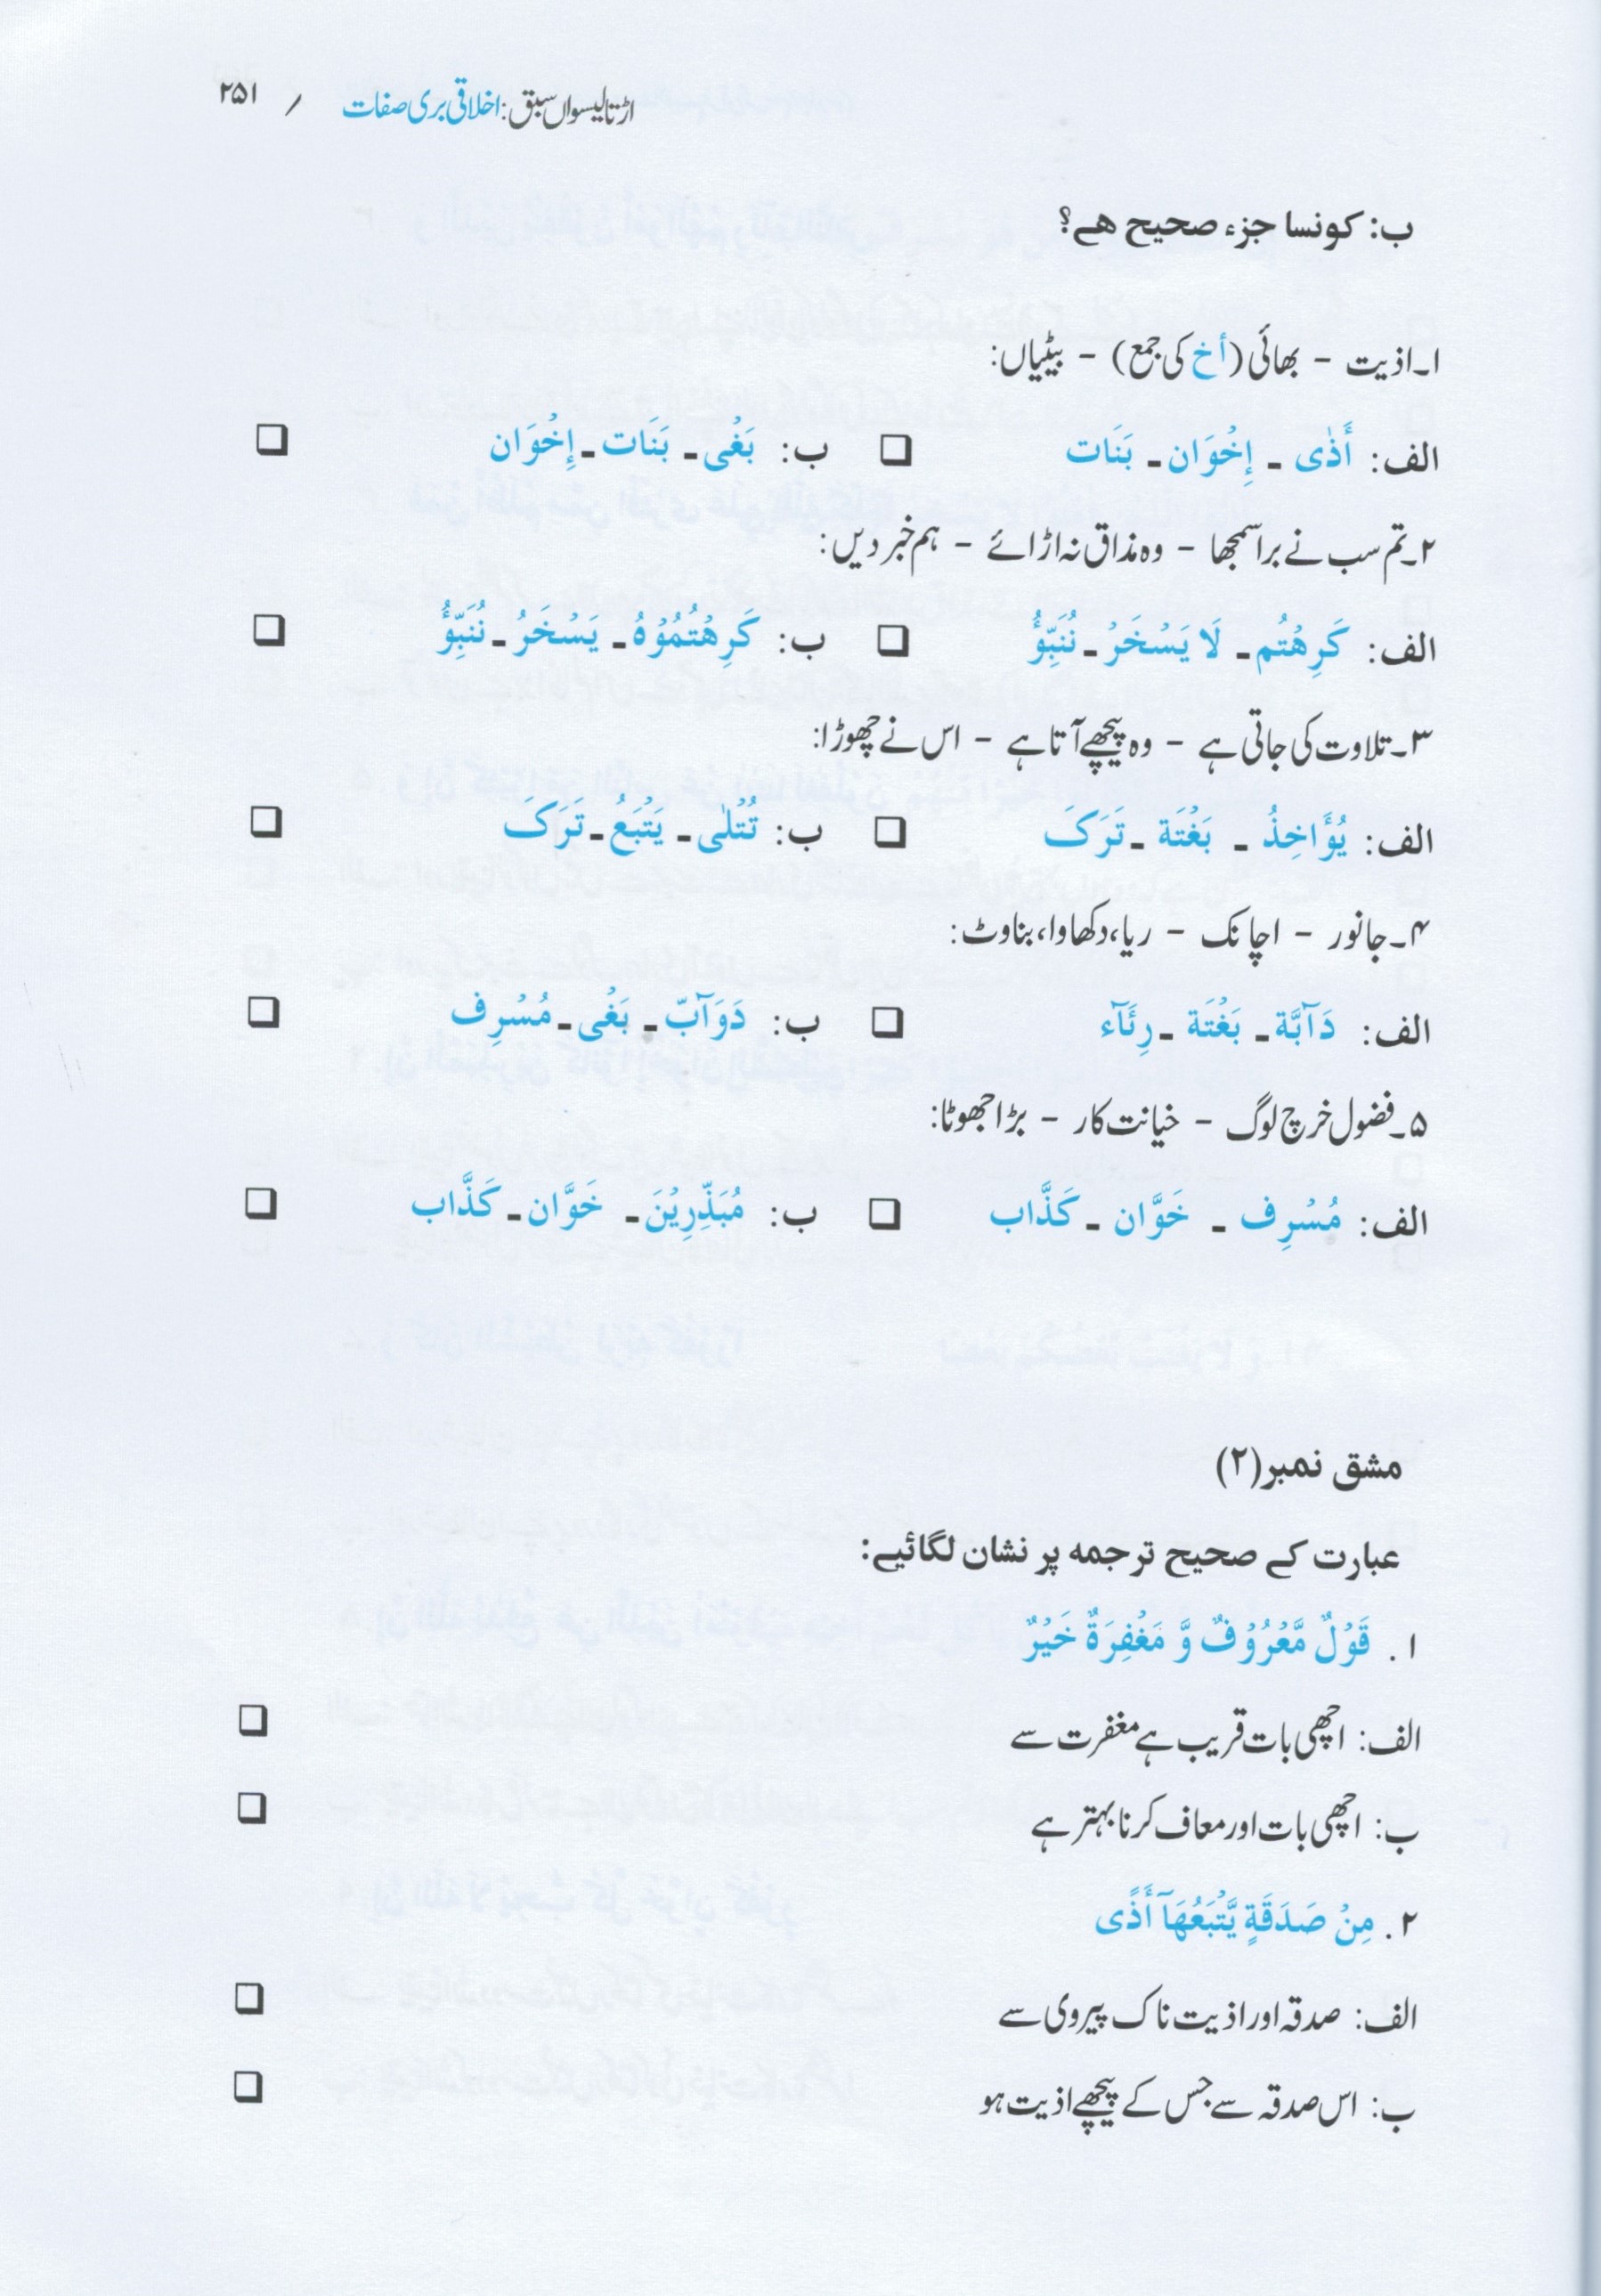 اڑتالیسواں سبق: اخلاقی بری صفات / ۲۵۱
ب: کونسا جزء صحیح هے؟
۱۔اذیت – بھائی (أخ کی جمع) – بیٹیاں:
الف: أَذٰی ـ إِخْوَان ـ بَنَات ❑ ب: بَغْی ـ بَنَات ـ إِخْوَان ❑
۲۔تم سب نے برا سمجھا – وہ مذاق نہ اڑائے – ہم خبر دیں:
الف: کَرِهْتُم ـ لَا یَسْخَرْ ـ نُنَبِّؤُ ❑ ب: کَرِهْتُمُوْهُ ـ یَسْخَرُ ـ نُنَبِّؤُ ❑
۳۔تلاوت کی جاتی ہے – وہ پیچھے آتا ہے – اس نے چھوڑا:
الف: یُؤَاخِذُ ـ بَغْتَة ـ تَرَکَ ❑ ب: تُتْلٰی ـ یَتْبَعُ ـ تَرَکَ ❑
۴۔جانور – اچانک – ریا، دکھاوا، بناوٹ:
الف: دَآبَّة ـ بَغْتَة ـ رِئَآء ❑ ب: دَوَآبّ ـ بَغْی ـ مُسْرِف ❑
۵۔فضول خرچ لوگ – خیانت کار – بڑا جھوٹا:
الف: مُسْرِف ـ خَوَّان ـ کَذَّاب ❑ ب: مُبَذِّرِیْنَ ـ خَوَّان ـ کَذَّاب ❑
مشق نمبر(۲)
عبارت کے صحیح ترجمه پر نشان لگائیے:
۱. قَوْلٌ مَّعْرُوْفٌ وَّ مَغْفِرَةٌ خَیْرٌ
الف: اچھی بات قریب ہے مغفرت سے ❑
ب: اچھی بات اور معاف کرنا بہتر ہے ❑
۲. مِنْ صَدَقَةٍ یَّتْبَعُهَآ أَذًی
الف: صدقہ اور اذیت ناک پیروی سے ❑
ب: اس صدقہ سے جس کے پیچھے اذیت ہو ❑